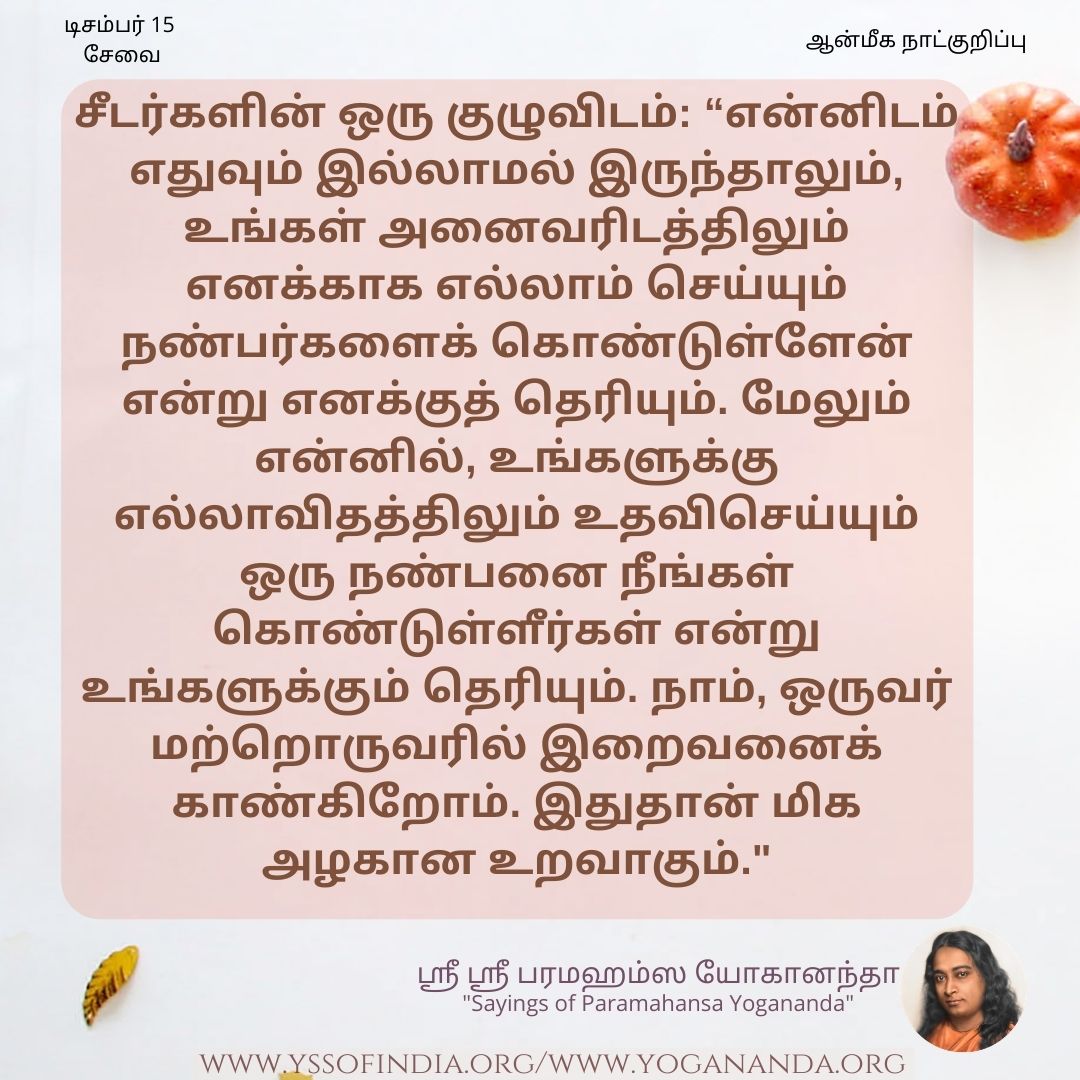 டிசம்பர் 15
சேவை
ஆன்மீக நாட்குறிப்பு
சீடர்களின் ஒரு குழுவிடம்: “என்னிடம்
எதுவும் இல்லாமல் இருந்தாலும்,
உங்கள் அனைவரிடத்திலும்
எனக்காக எல்லாம் செய்யும்
நண்பர்களைக் கொண்டுள்ளேன்
என்று எனக்குத் தெரியும். மேலும்
என்னில், உங்களுக்கு
எல்லாவிதத்திலும் உதவிசெய்யும்
ஒரு நண்பனை நீங்கள்
கொண்டுள்ளீர்கள் என்று
உங்களுக்கும் தெரியும். நாம், ஒருவர்
மற்றொருவரில் இறைவனைக்
காண்கிறோம். இதுதான் மிக
அழகான உறவாகும்."
ஸ்ரீ ஸ்ரீ பரமஹம்ஸ யோகானந்தா
"Sayings of Paramahansa Yogananda"
WWW.YSSOFINDIA.ORG/WWW.YOGANANDA.ORG